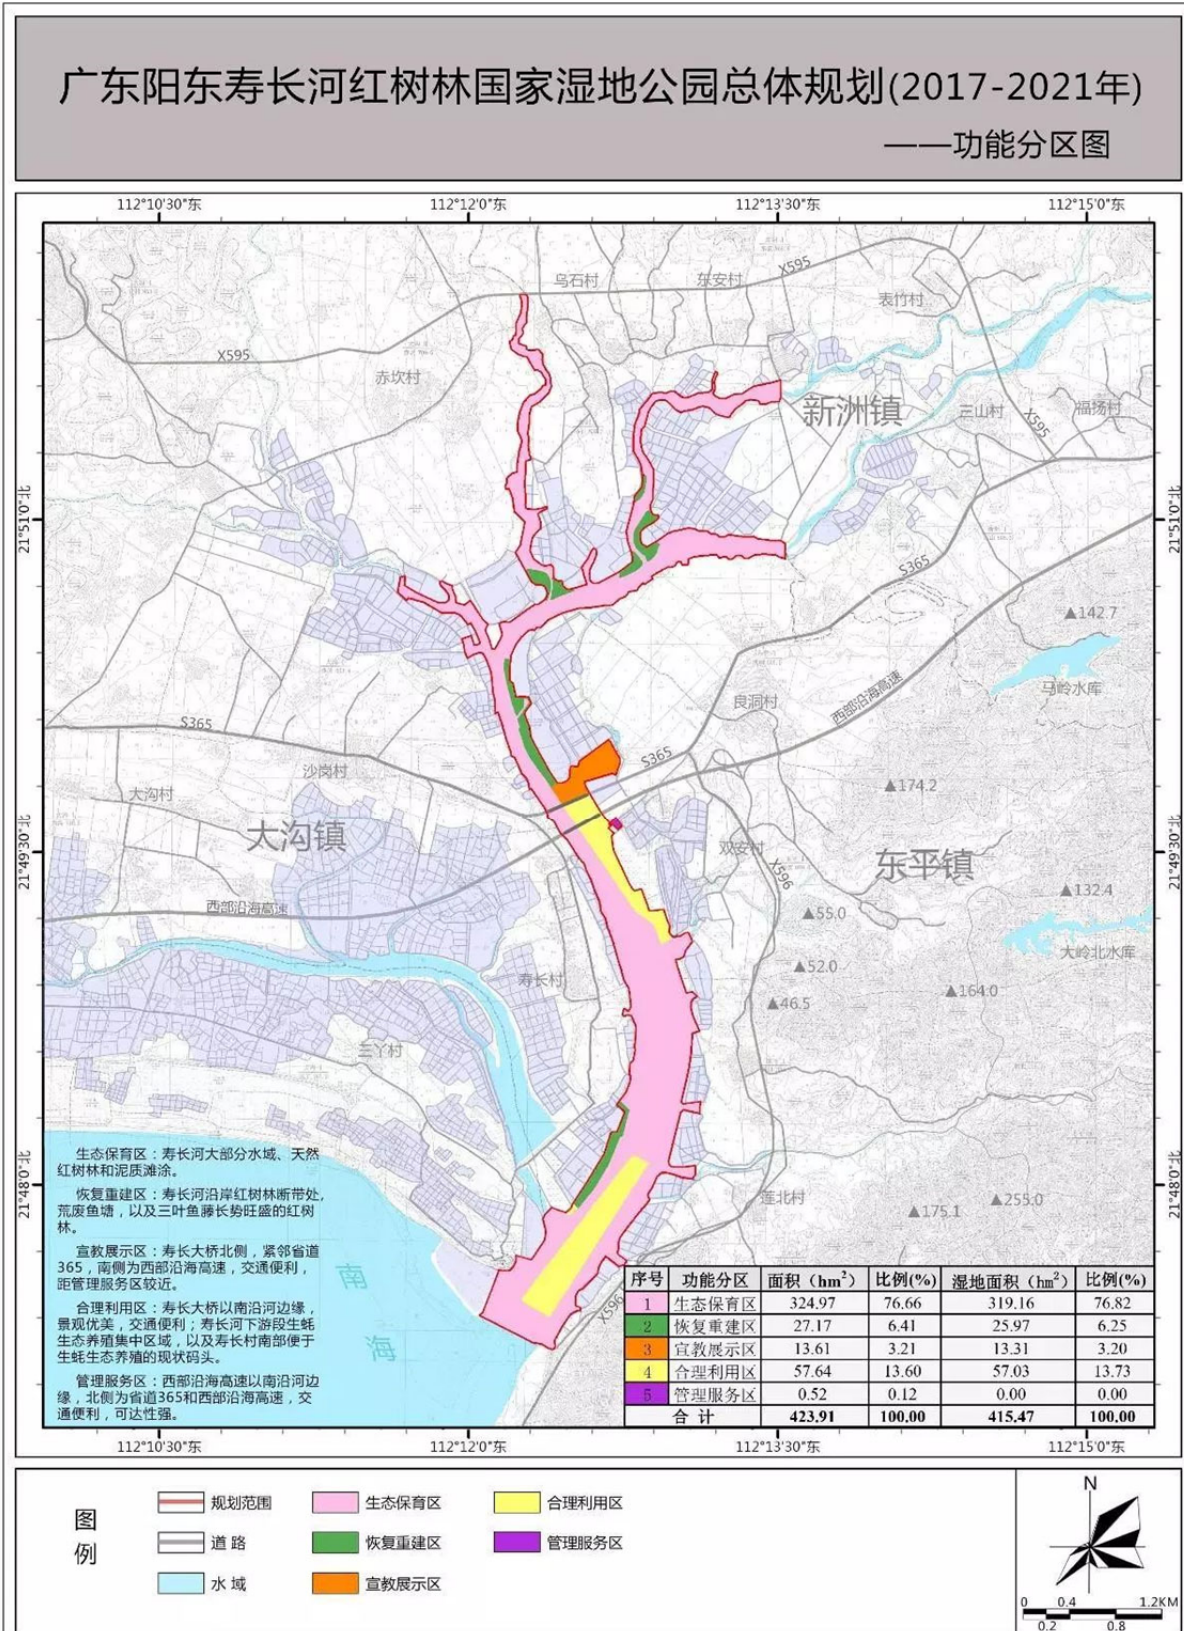 广东阳东寿长河红树林国家湿地公园总体规划(2017-2021年)
——功能分区图
112°10'30"东
112°12'0"东
112°13'30"东
112°15'0"东
乌石村
东安村
X595
袁竹村
X595
赤坎村
新洲镇
三山村
X595
福扬村
21°51'0"北
21°51'0"北
S365
▲142.7
马岭水库
良洞村
西部沿海高速
S365
S365
沙岗村
大沟村
▲174.2
大沟镇
21°49'30"北
21°49'30"北
双安村
X596
东平镇
▲132.4
西部沿海高速
▲55.0
大岭北水库
▲52.0
寿长村
▲164.0
▲46.5
三丫村
21°48'0"北
21°48'0"北
莲北村
▲255.0
▲175.1
X596
南
海
生态保育区：寿长河大部分水域、天然
红树林和泥质滩涂。
恢复重建区：寿长河沿岸红树林断带处,
荒废鱼塘，以及三叶鱼藤长势旺盛的红树
林。
宣教展示区：寿长大桥北侧，紧邻省道
365，南侧为西部沿海高速，交通便利，
距管理服务区较近。
合理利用区：寿长大桥以南沿河边缘，
景观优美，交通便利；寿长河下游段生蚝
生态养殖集中区域，以及寿长村南部便于
生蚝生态养殖的现状码头。
管理服务区：西部沿海高速以南沿河边
缘，北侧为省道365和西部沿海高速，交
通便利，可达性强。
序号 功能分区 面积（hm²） 比例(%) 湿地面积（hm²） 比例(%)
1 生态保育区 324.97 76.66 319.16 76.82
2 恢复重建区 27.17 6.41 25.97 6.25
3 宣教展示区 13.61 3.21 13.31 3.20
4 合理利用区 57.64 13.60 57.03 13.73
5 管理服务区 0.52 0.12 0.00 0.00
合 计 423.91 100.00 415.47 100.00
112°10'30"东
112°12'0"东
112°13'30"东
112°15'0"东
图
例
规划范围
生态保育区
合理利用区
道 路
恢复重建区
管理服务区
水 域
宣教展示区
N
0 0.4 1.2KM
0.2 0.8